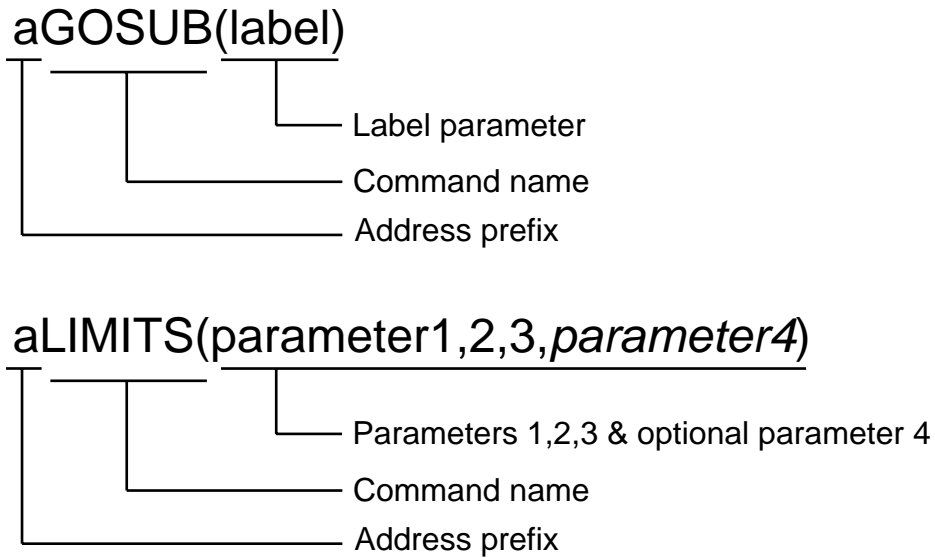 aGOSUB(label)
Label parameter
Command name
Address prefix
aLIMITS(parameter1,2,3,parameter4)
Parameters 1,2,3 & optional parameter 4
Command name
Address prefix